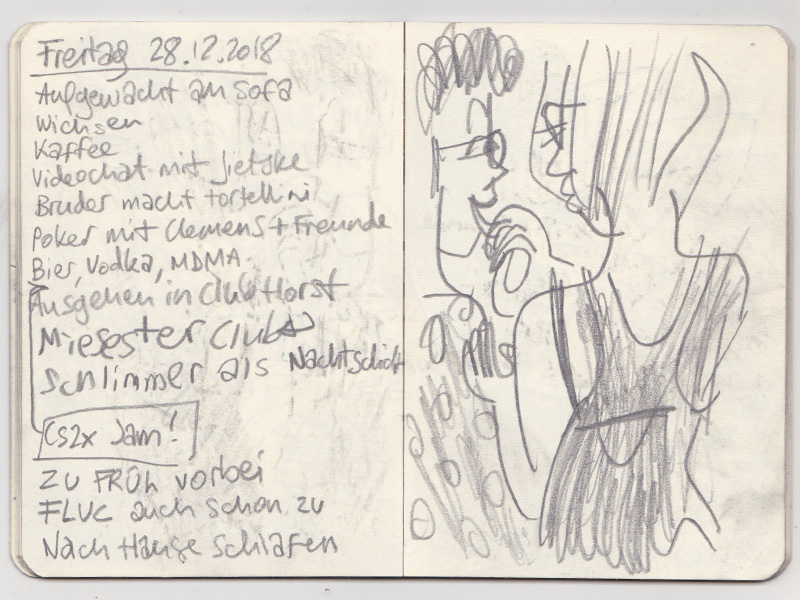 Freitag 28.12.2018
Aufgewacht am Sofa
Wichsen
Kaffee
Videochat mit Jietske
Bruder macht Tortellini
Poker mit Clemens + Freunde
Bier, Vodka, MDMA
Ausgehen in Club Horst
Miesester Club
Schlimmer als Nachtschicht
Cs2x Jam!
ZU FRÜH vorbei
FLUC auch schon zu
Nach Hause schlafen